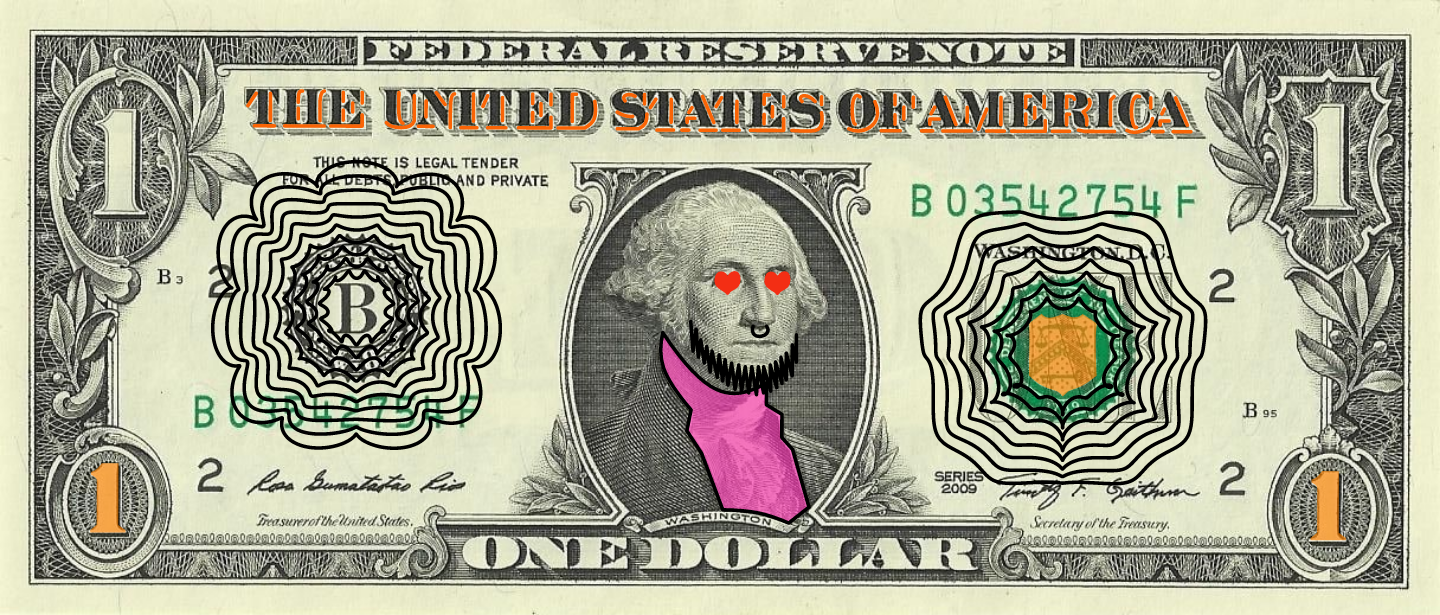 FEDERAL RESERVE NOTE
1
1
THE UNITED STATES OF AMERICA
THIS NOTE IS LEGAL TENDER
FOR ALL DEBTS, PUBLIC AND PRIVATE
B 03542754 F
WASHINGTON, D.C.
B 3
2
2
B
B 03542754 F
B 95
2
2
SERIES
2009
Rosa Gumataotao Rios
Timothy F. Geithner
Treasurer of the United States.
WASHINGTON
Secretary of the Treasury.
1
1
ONE DOLLAR